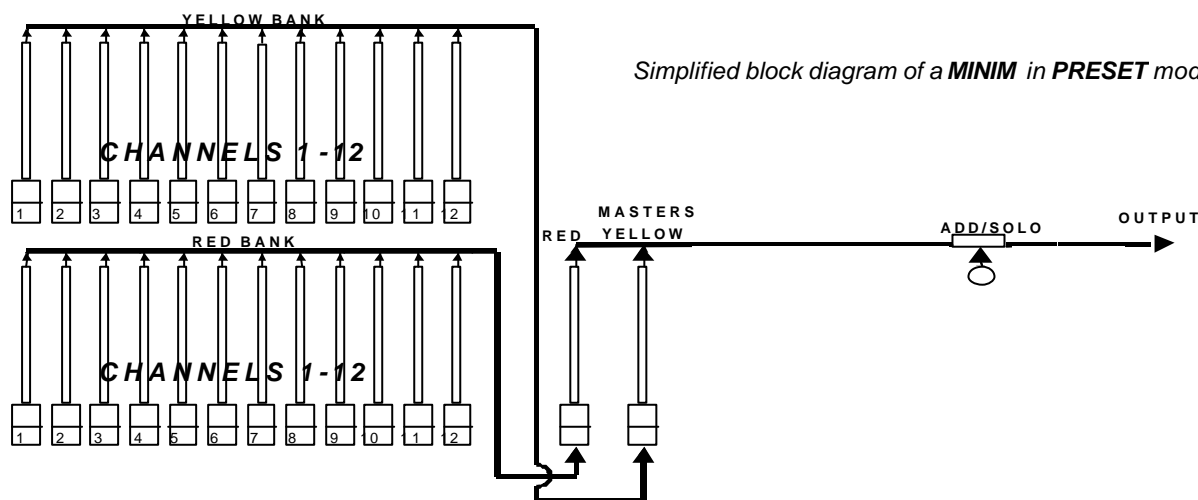 YELLOW BANK
Simplified block diagram of a MINIM in PRESET mod
CHANNELS 1 -12
1 2 3 4 5 6 7 8 9 10 11 12
RED BANK
MASTERS
RED YELLOW
ADD/SOLO
OUTPUT
CHANNELS 1-12
1 2 3 4 5 6 7 8 9 10 11 12